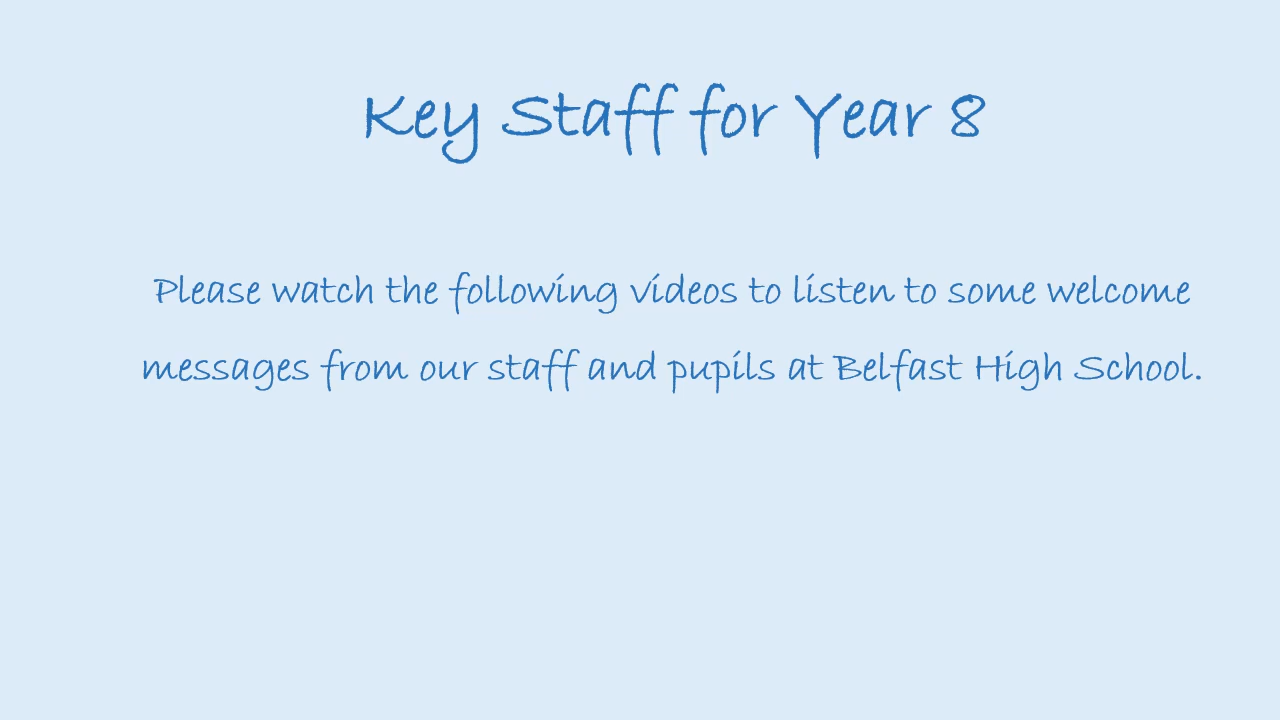 Key Staff for Year 8
Please watch the following videos to listen to some welcome
messages from our staff and pupils at Belfast High School.